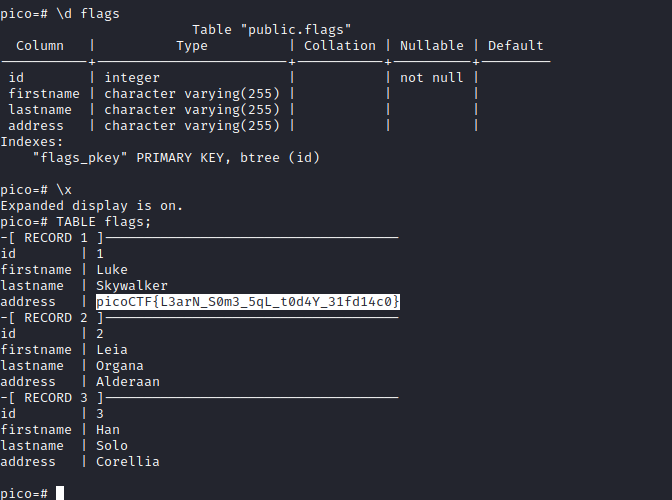 pico=# \d flags
Table "public.flags"
Column | Type | Collation | Nullable | Default
-----------+------------------------+-----------+----------+---------
id | integer | | not null |
firstname | character varying(255) | | |
lastname | character varying(255) | | |
address | character varying(255) | | |
Indexes:
"flags_pkey" PRIMARY KEY, btree (id)
pico=# \x
Expanded display is on.
pico=# TABLE flags;
-[ RECORD 1 ]-------------------------------------
id | 1
firstname | Luke
lastname | Skywalker
address | picoCTF{L3arN_S0m3_5qL_t0d4Y_31fd14c0}
-[ RECORD 2 ]-------------------------------------
id | 2
firstname | Leia
lastname | Organa
address | Alderaan
-[ RECORD 3 ]-------------------------------------
id | 3
firstname | Han
lastname | Solo
address | Corellia
pico=#